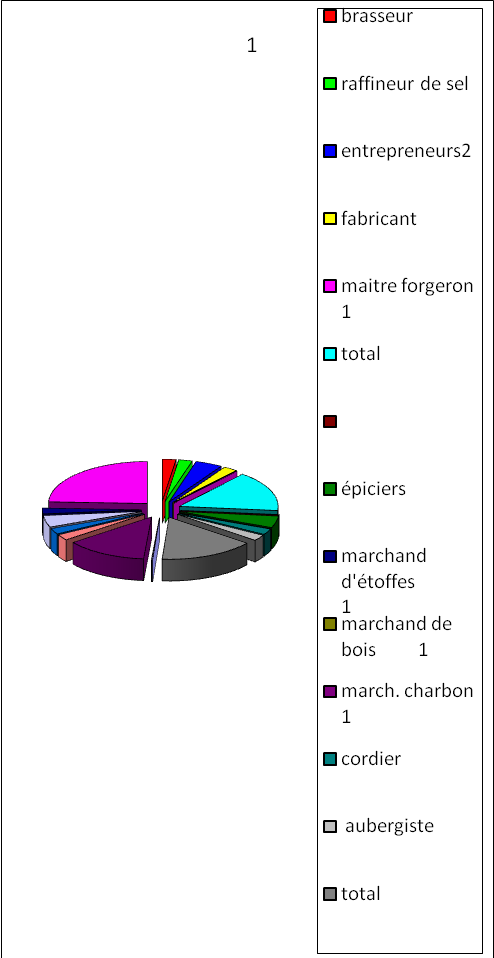 1
brasseur
raffineur de sel
entrepreneurs2
fabricant
maitre forgeron
1
total
épiciers
marchand
d'étoffes
1
marchand de
bois 1
march. charbon
1
cordier
aubergiste
total